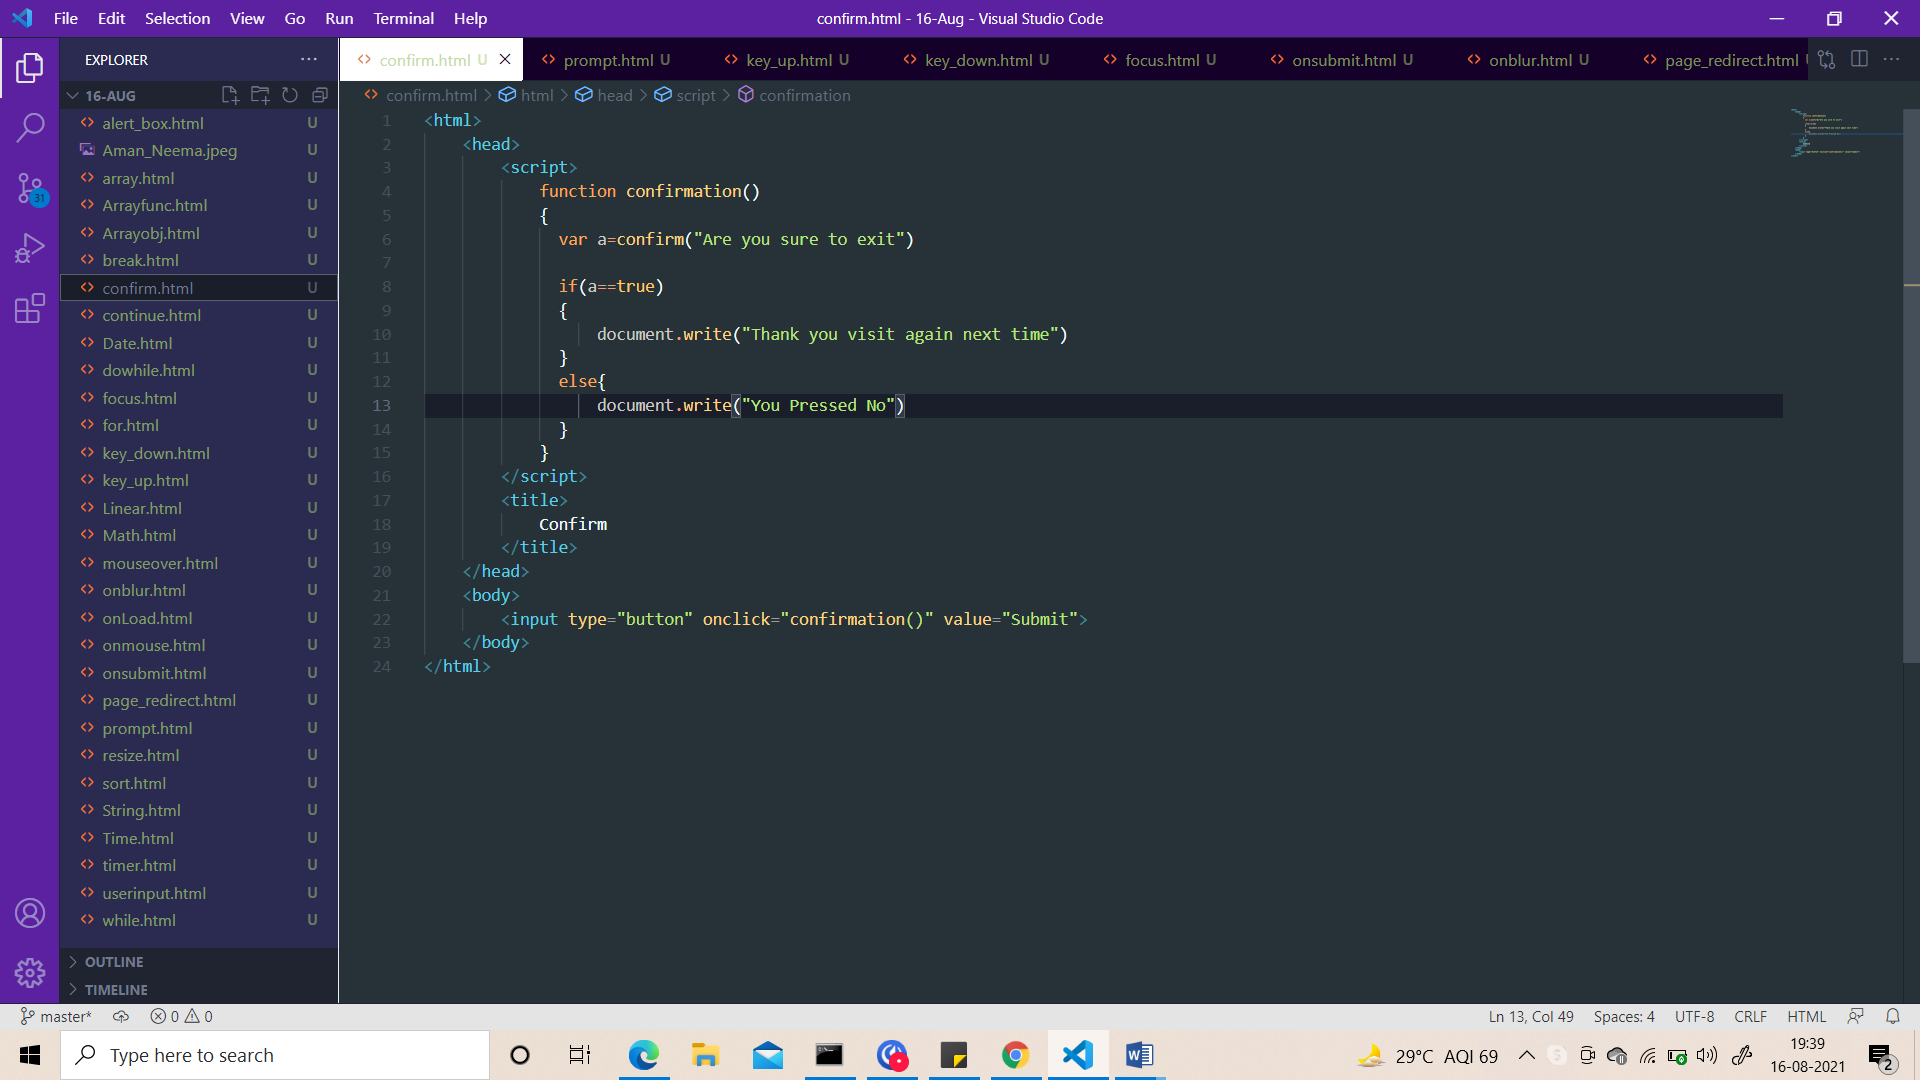 File Edit Selection View Go Run Terminal Help
confirm.html - 16-Aug - Visual Studio Code
EXPLORER
confirm.html U
prompt.html U
key_up.html U
key_down.html U
focus.html U
onsubmit.html U
onblur.html U
page_redirect.html
16-AUG
confirm.html > html > head > script > confirmation
alert_box.html U
Aman_Neema.jpeg U
array.html U
Arrayfunc.html U
Arrayobj.html U
break.html U
confirm.html U
continue.html U
Date.html U
dowhile.html U
focus.html U
for.html U
key_down.html U
key_up.html U
Linear.html U
Math.html U
mouseover.html U
onblur.html U
onLoad.html U
onmouse.html U
onsubmit.html U
page_redirect.html U
prompt.html U
resize.html U
sort.html U
String.html U
Time.html U
timer.html U
userinput.html U
while.html U
OUTLINE
TIMELINE
31
1 <html>
2 <head>
3 <script>
4 function confirmation()
5 {
6 var a=confirm("Are you sure to exit")
7
8 if(a==true)
9 {
10 document.write("Thank you visit again next time")
11 }
12 else{
13 document.write("You Pressed No")
14 }
15 }
16 </script>
17 <title>
18 Confirm
19 </title>
20 </head>
21 <body>
22 <input type="button" onclick="confirmation()" value="Submit">
23 </body>
24 </html>
master* 0 0
Ln 13, Col 49 Spaces: 4 UTF-8 CRLF HTML
Type here to search
29°C AQI 69
19:39
16-08-2021
2